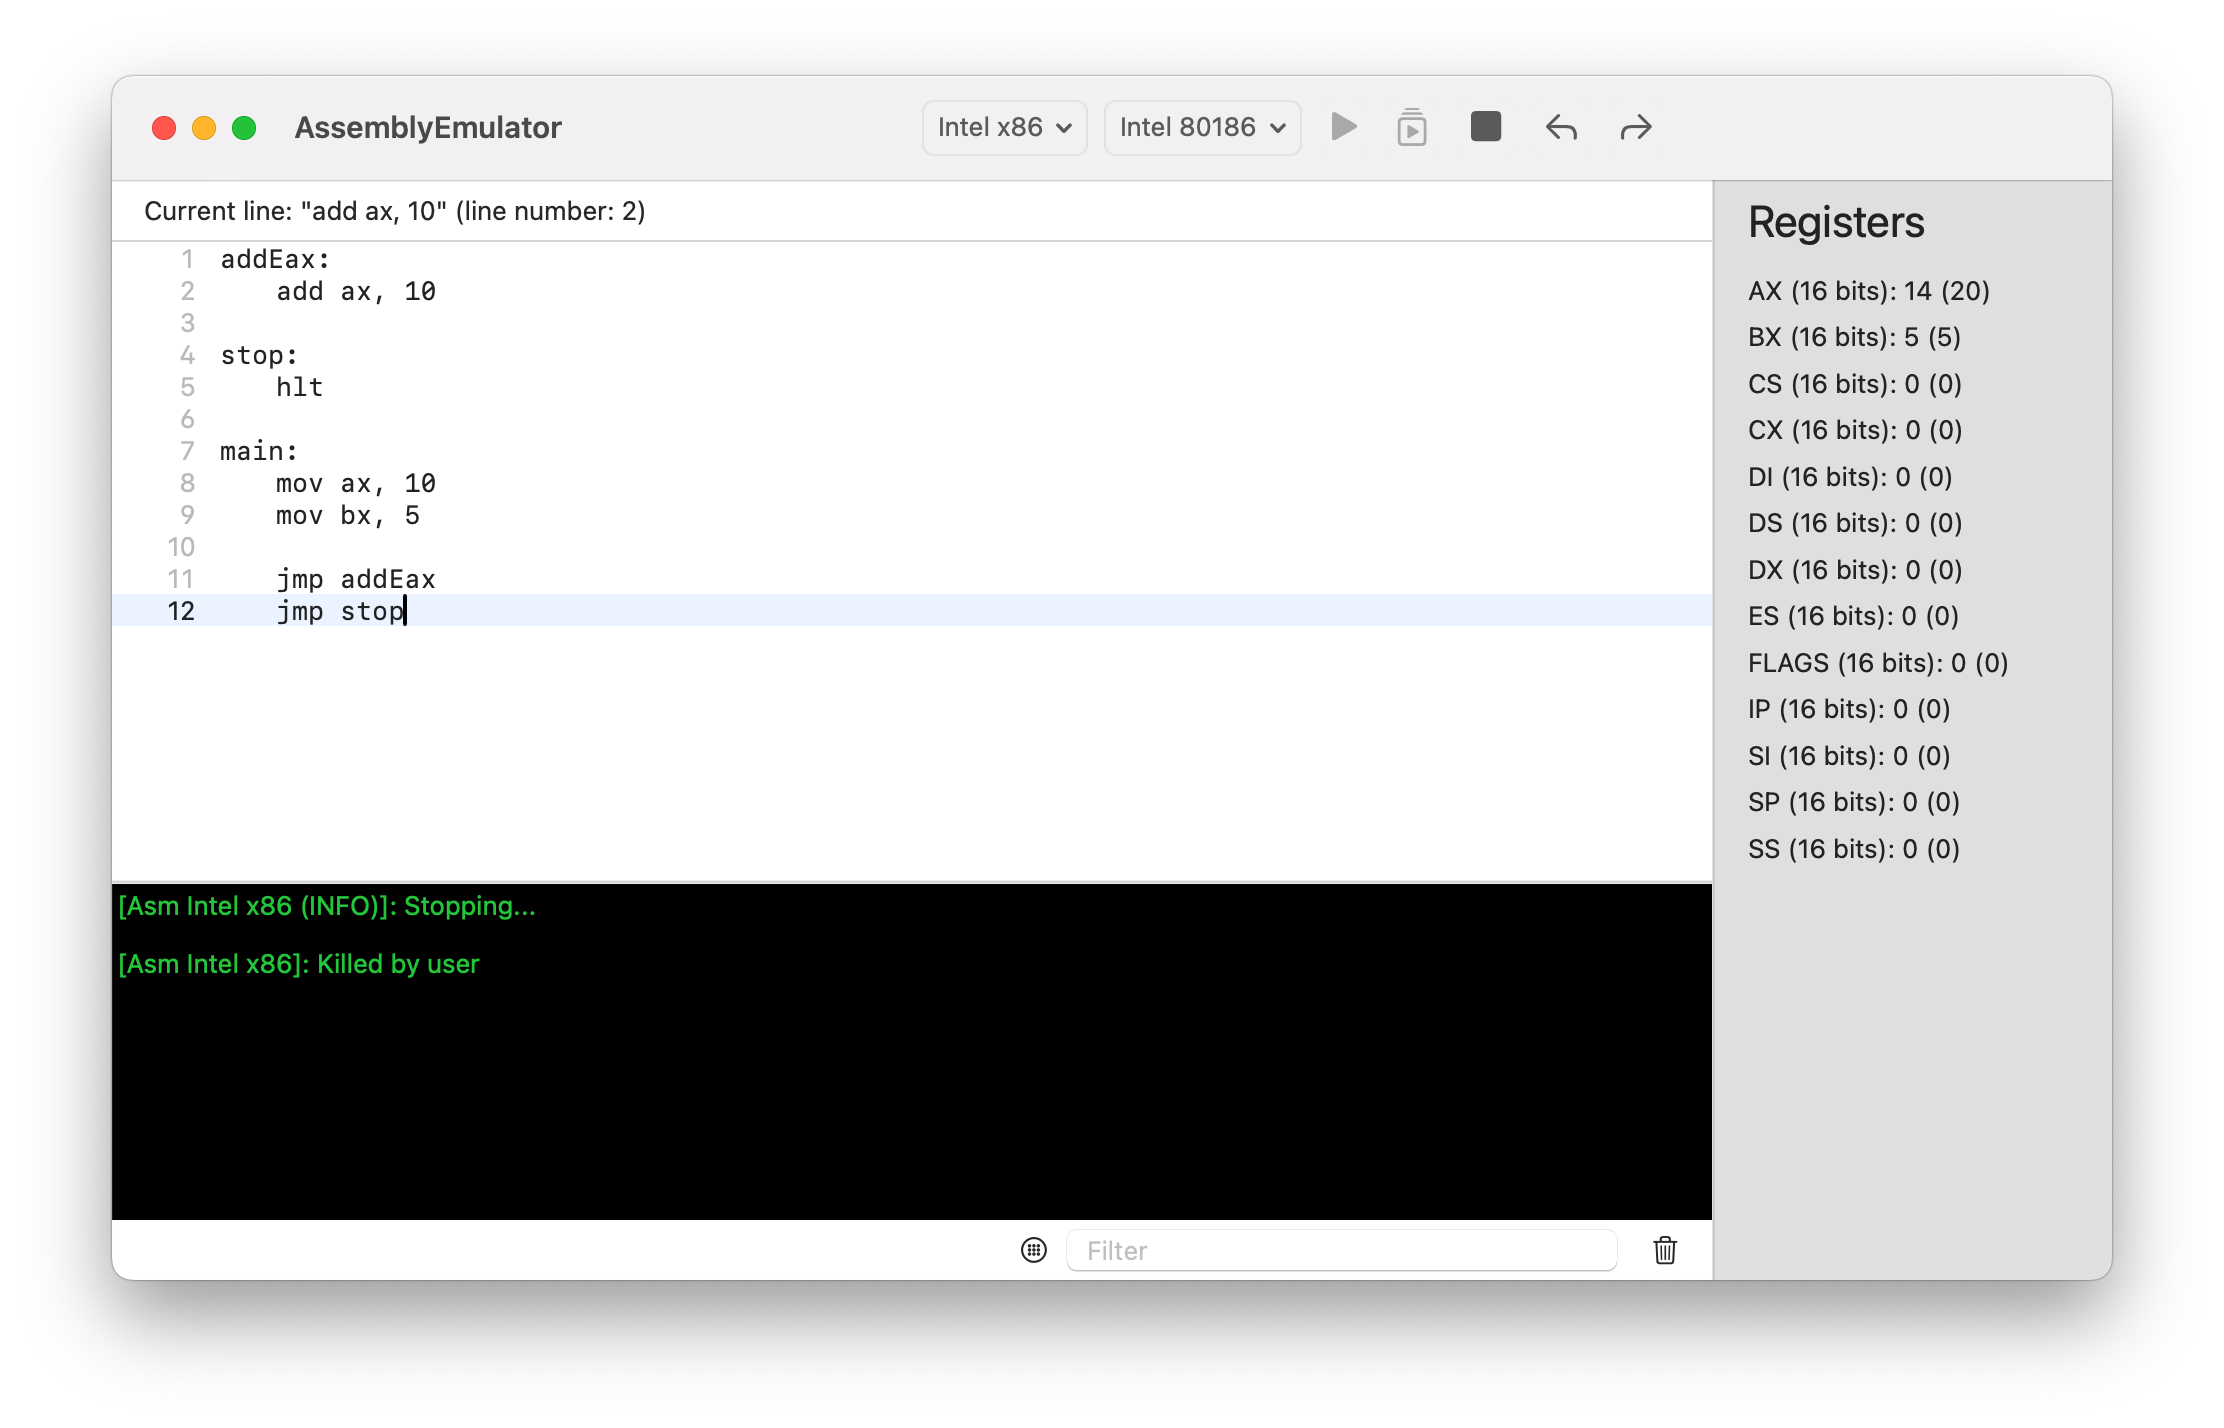 AssemblyEmulator
Intel x86
Intel 80186
Current line: "add ax, 10" (line number: 2)
1 addEax:
2 add ax, 10
3
4 stop:
5 hlt
6
7 main:
8 mov ax, 10
9 mov bx, 5
10
11 jmp addEax
12 jmp stop
[Asm Intel x86 (INFO)]: Stopping...
[Asm Intel x86]: Killed by user
Filter
Registers
AX (16 bits): 14 (20)
BX (16 bits): 5 (5)
CS (16 bits): 0 (0)
CX (16 bits): 0 (0)
DI (16 bits): 0 (0)
DS (16 bits): 0 (0)
DX (16 bits): 0 (0)
ES (16 bits): 0 (0)
FLAGS (16 bits): 0 (0)
IP (16 bits): 0 (0)
SI (16 bits): 0 (0)
SP (16 bits): 0 (0)
SS (16 bits): 0 (0)